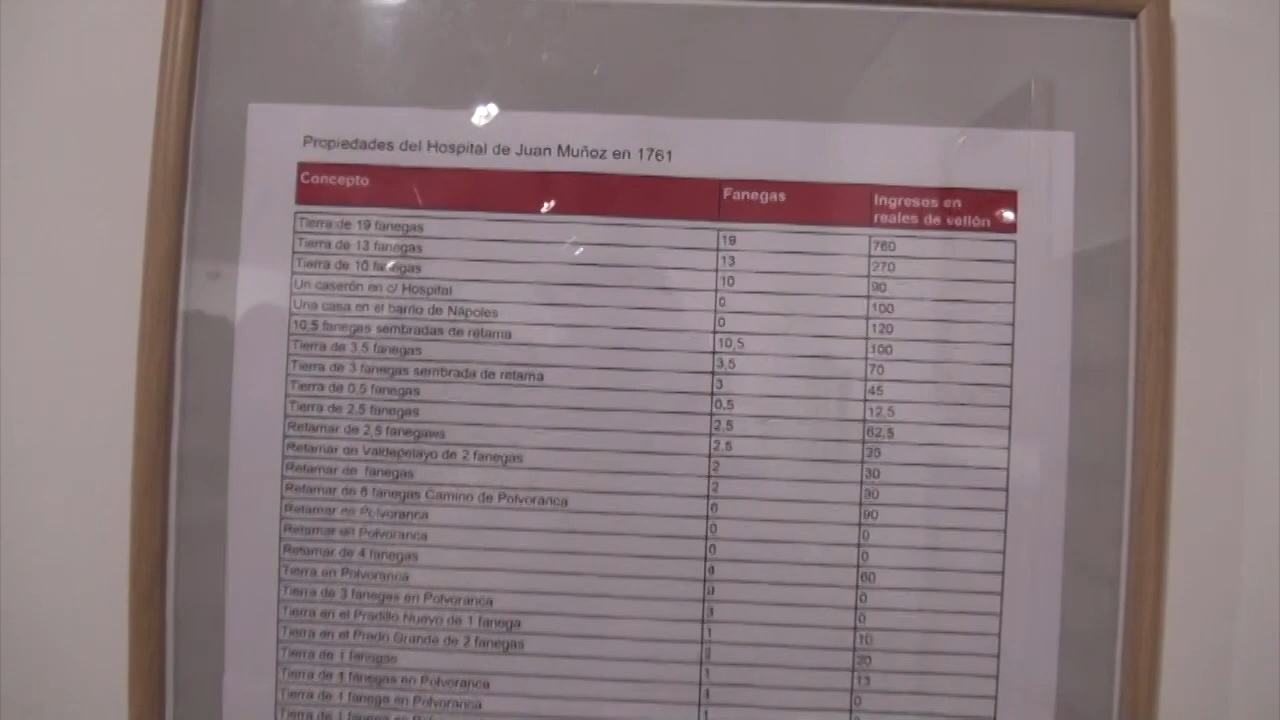 Propiedades del Hospital de Juan Muñoz en 1761
Concepto Fanegas Ingresos en reales de vellón
Tierra de 19 fanegas 19 760
Tierra de 13 fanegas 13 270
Tierra de 10 fanegas 10 90
Un caserón en c/ Hospital 0 100
Una casa en el barrio de Nápoles 0 120
10,5 fanegas sembradas de retama 10,5 100
Tierra de 3,5 fanegas 3,5 70
Tierra de 3 fanegas sembrada de retama 3 45
Tierra de 0,5 fanegas 0,5 12,5
Tierra de 2,5 fanegas 2,5 62,5
Retamar de 2,5 fanegaws 2,5
Retamar en Valdepelayo de 2 fanegas 2 30
Retamar de fanegas 2 30
Retamar de 6 fanegas Camino de Polvoranca 6 90
Retamar en Polvoranca 0 0
Retamar en Polvoranca 0 0
Retamar de 4 fanegas 60
Tierra en Polvoranca 0 0
Tierra de 3 fanegas en Polvoranca 3 0
Tierra en el Pradillo Nuevo de 1 fanega 1 10
Tierra en el Prado Grande de 2 fanegas
Tierra de 1 fanegas 1 13
Tierra de 1 fanegas en Polvoranca 1 0
Tierra de 1 fanega en Polvoranca 1